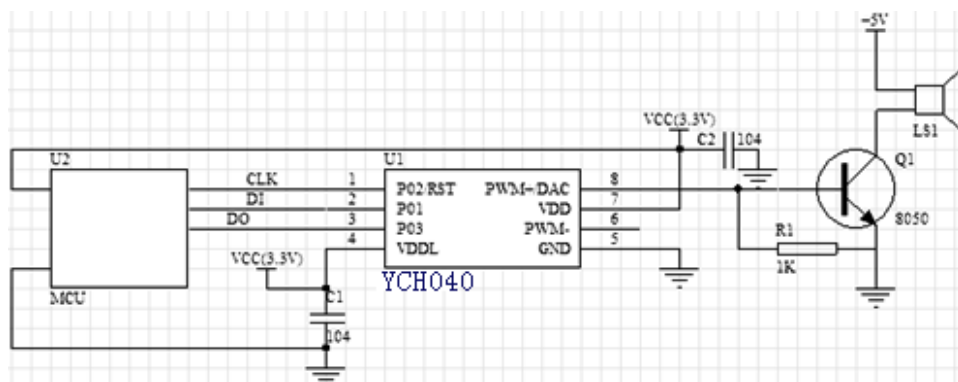 +5V
LS1
VCC(3.3V)
C2
104
U2
U1
Q1
CLK
1
P02/RST
PWM+/DAC
8
DI
2
P01
VDD
7
DO
3
P03
PWM-
6
8050
4
VDDL
GND
5
R1
1K
VCC(3.3V)
YCH040
MCU
C1
104